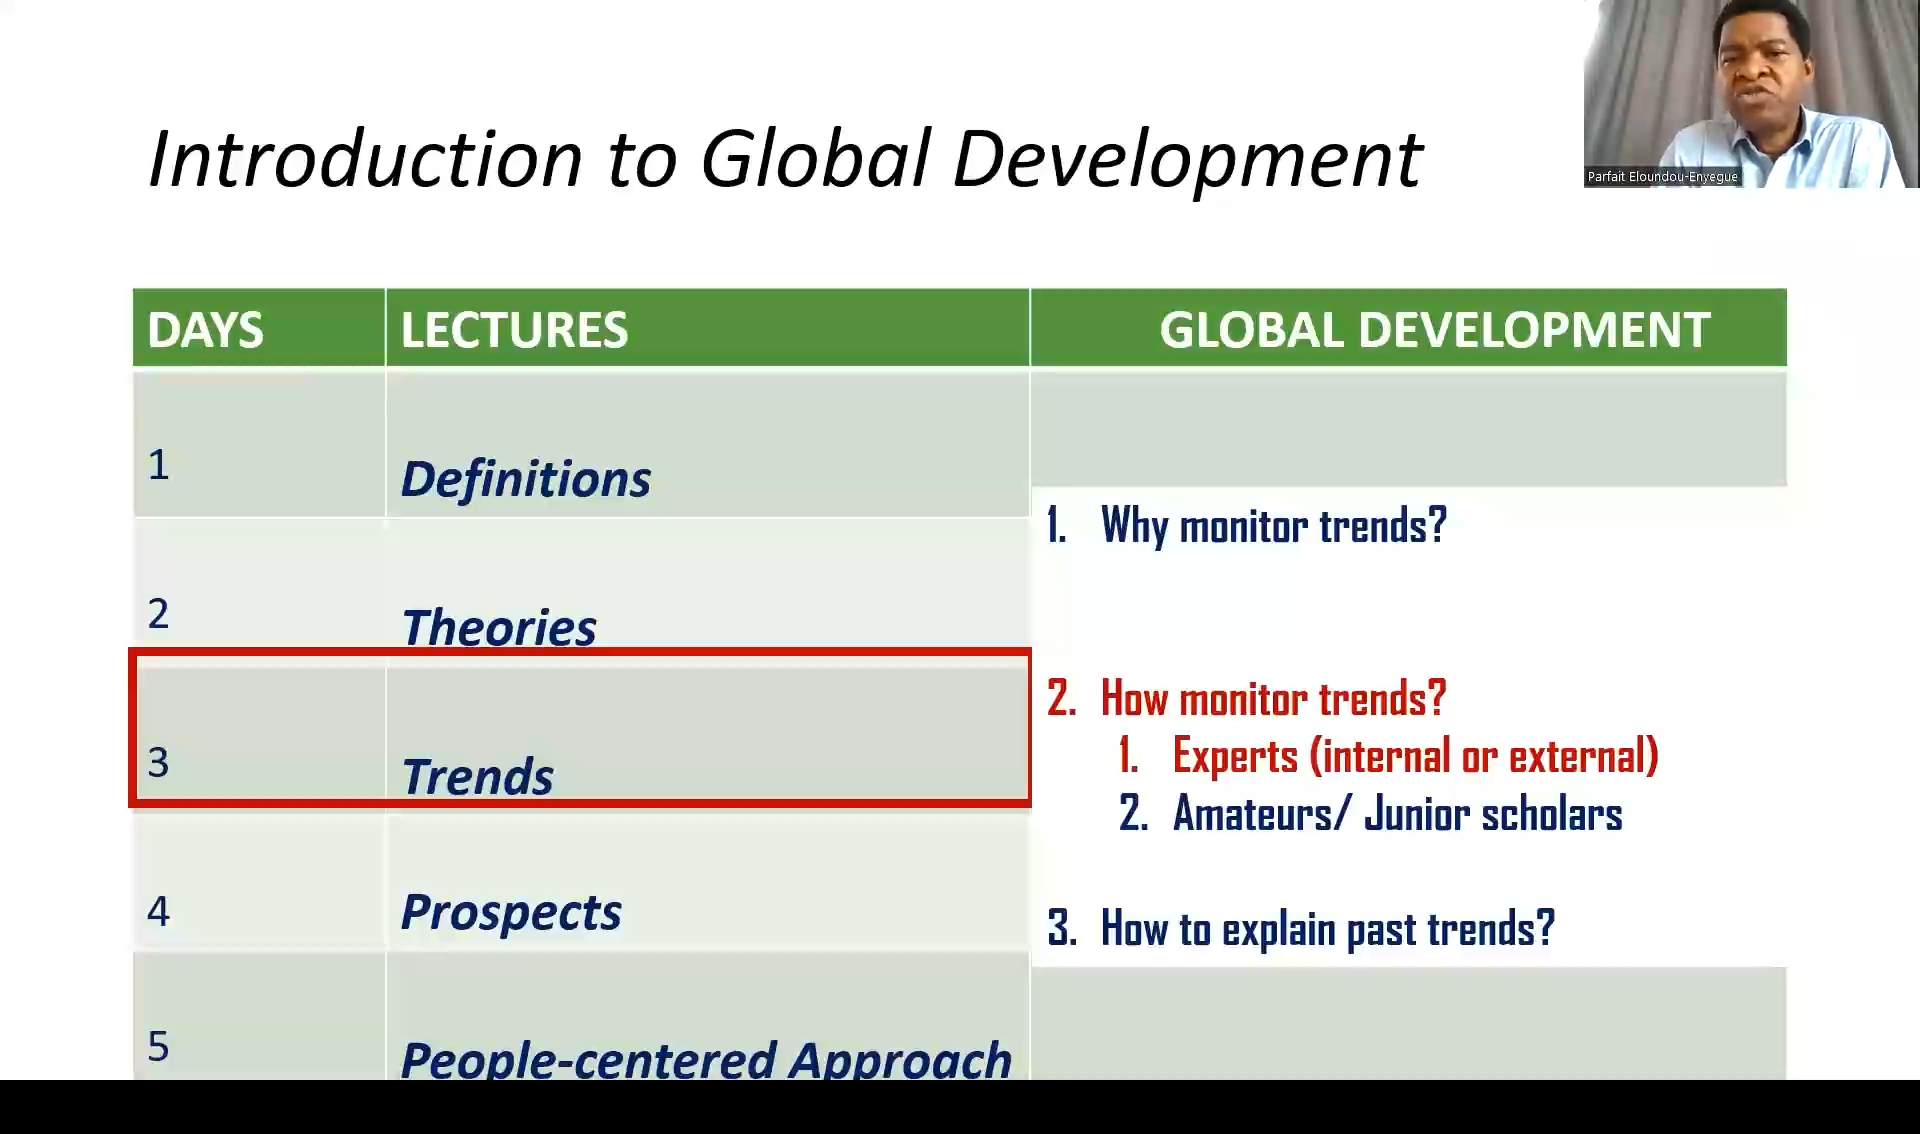 Introduction to Global Development
Parfait Eloundou-Enyegue
DAYS LECTURES GLOBAL DEVELOPMENT
1 Definitions
2 Theories
3 Trends
4 Prospects
5 People-centered Approach
1. Why monitor trends?
2. How monitor trends?
1. Experts (internal or external)
2. Amateurs/ Junior scholars
3. How to explain past trends?